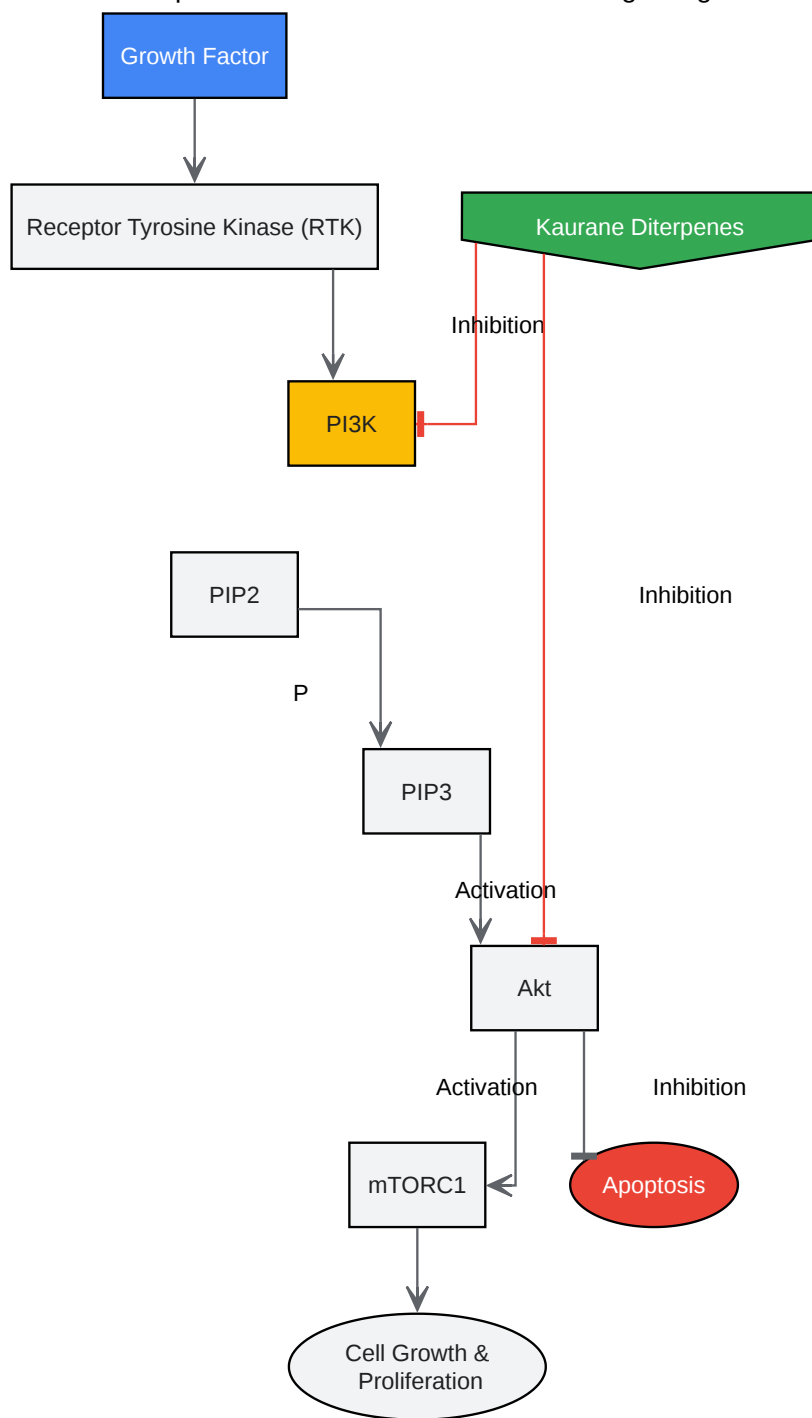 Growth Factor
Receptor Tyrosine Kinase (RTK)
Kaurane Diterpenes
Inhibition
PI3K
PIP2
Inhibition
P
PIP3
Activation
Akt
Activation
Inhibition
mTORC1
Apoptosis
Cell Growth &
Proliferation